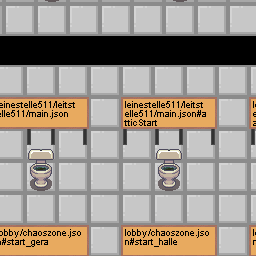 leinestelle511/leitst
elle511/main.json
leinestelle511/leitst
elle511/main.json#a
tticStart
lobby/chaoszone.jso
n#start_gera
lobby/chaoszone.jso
n#start_halle